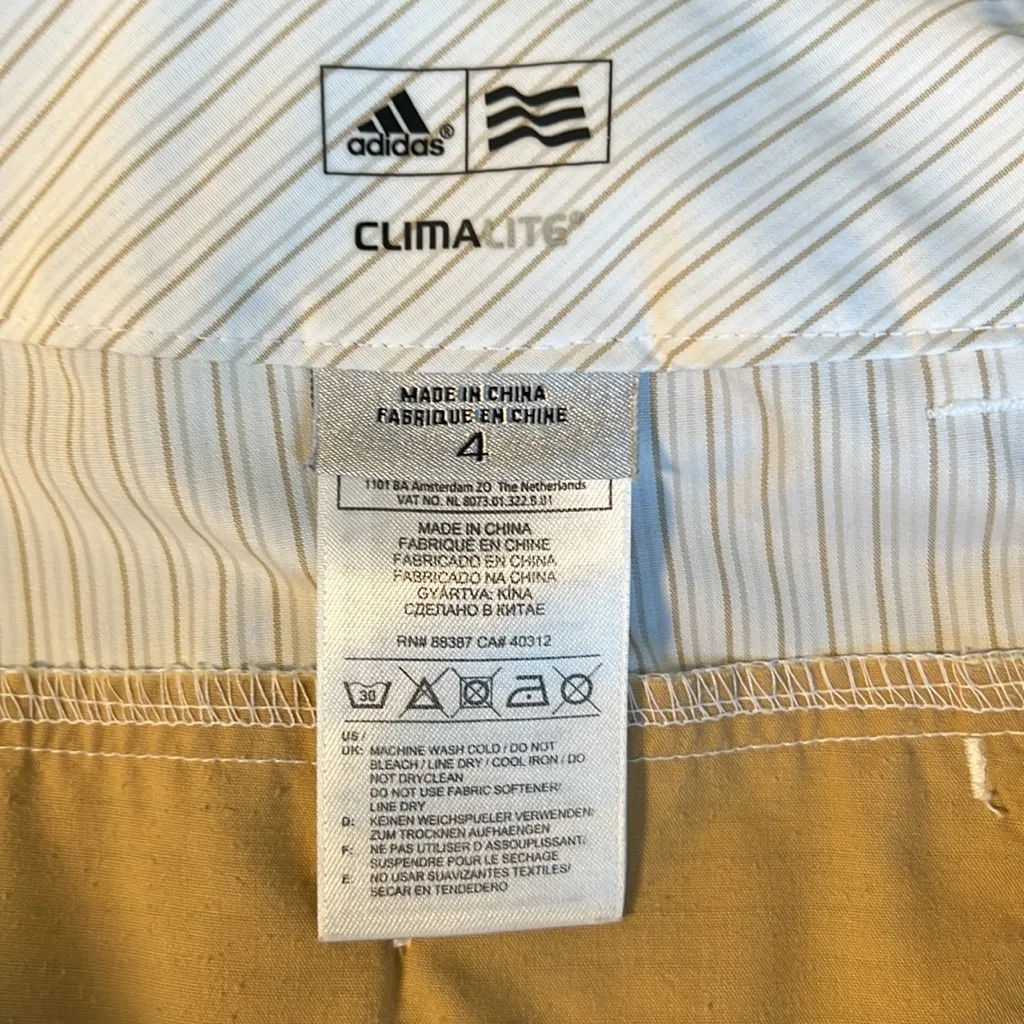 adidas®
CLIMALITE®
MADE IN CHINA
FABRIQUE EN CHINE
4
1101 BA Amsterdam ZO The Netherlands
VAT NO. NL 8073.01.322.B.01
MADE IN CHINA
FABRIQUÉ EN CHINE
FABRICADO EN CHINA
FABRICADO NA CHINA
GYÁRTVA: KÍNA
СДЕЛАНО В КИТАЕ
RN# 88387 CA# 40312
30
US /
UK: MACHINE WASH COLD / DO NOT
BLEACH / LINE DRY / COOL IRON / DO
NOT DRYCLEAN
DO NOT USE FABRIC SOFTENER/
LINE DRY
D: KEINEN WEICHSPUELER VERWENDEN/
ZUM TROCKNEN AUFHAENGEN
F: NE PAS UTILISER D'ASSOUPLISSANT/
SUSPENDRE POUR LE SECHAGE
E: NO USAR SUAVIZANTES TEXTILES/
SECAR EN TENDEDERO